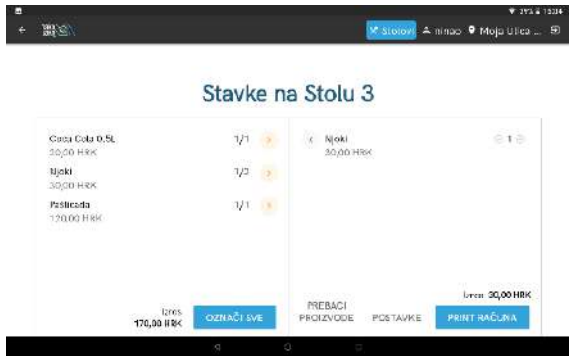 Stolovi ninao Moja Ulica ...
Stavke na Stolu 3
Coca Cola 0.5L 1/1
20,00 HRK
Njoki 1/2
30,00 HRK
Pašticada 1/1
120,00 HRK
Iznos
170,00 HRK
OZNAČI SVE
Njoki 1
30,00 HRK
Iznos 30,00 HRK
PREBACI
PROIZVODE
POSTAVKE
PRINT RAČUNA